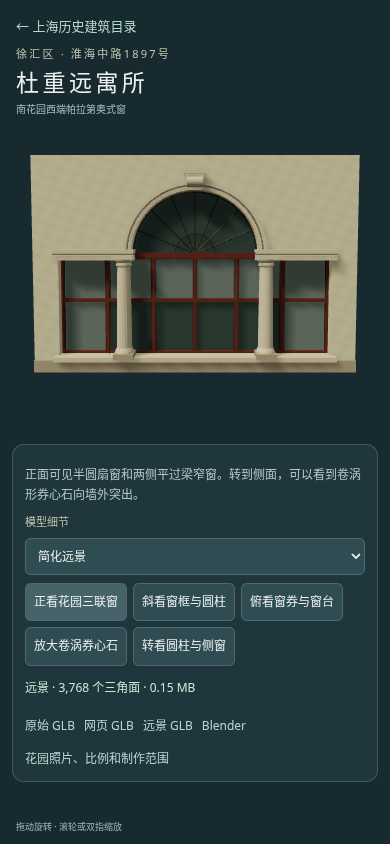 ← 上海历史建筑目录
徐汇区 · 淮海中路1897号
杜重远寓所
南花园西端帕拉第奥式窗
正面可见半圆扇窗和两侧平过梁窄窗。转到侧面，可以看到卷涡
形券心石向墙外突出。
模型细节
简化远景
正看花园三联窗 斜看窗框与圆柱 俯看窗券与窗台
放大卷涡券心石 转看圆柱与侧窗
远景 · 3,768 个三角面 · 0.15 MB
原始 GLB 网页 GLB 远景 GLB Blender
花园照片、比例和制作范围
拖动旋转 · 滚轮或双指缩放